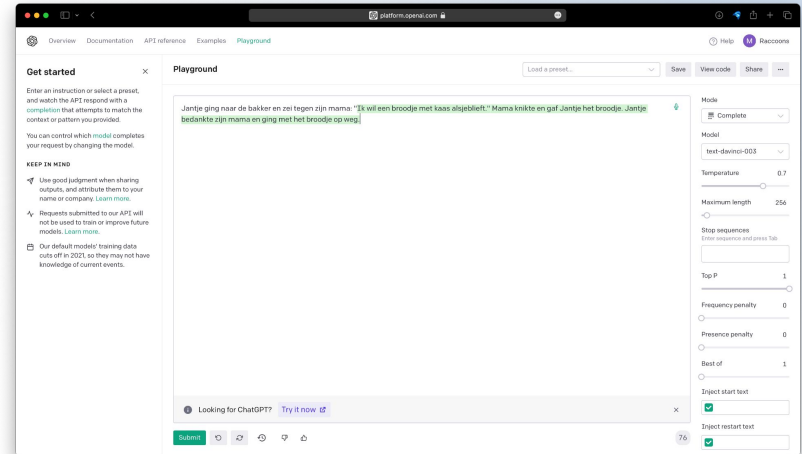 platform.openai.com
Overview Documentation API reference Examples Playground
Help M Raccoons
Get started
Enter an instruction or select a preset,
and watch the API respond with a
completion that attempts to match the
context or pattern you provided.
You can control which model completes
your request by changing the model.
KEEP IN MIND
Use good judgment when sharing
outputs, and attribute them to your
name or company. Learn more.
Requests submitted to our API will
not be used to train or improve future
models. Learn more.
Our default models' training data
cuts off in 2021, so they may not have
knowledge of current events.
Playground
Load a preset... Save View code Share ...
Jantje ging naar de bakker en zei tegen zijn mama: "Ik wil een broodje met kaas alsjeblieft." Mama knikte en gaf Jantje het broodje. Jantje
bedankte zijn mama en ging met het broodje op weg.
Looking for ChatGPT? Try it now
Submit
76
Mode
Complete
Model
text-davinci-003
Temperature 0.7
Maximum length 256
Stop sequences
Enter sequence and press Tab
Top P 1
Frequency penalty 0
Presence penalty 0
Best of 1
Inject start text
Inject restart text